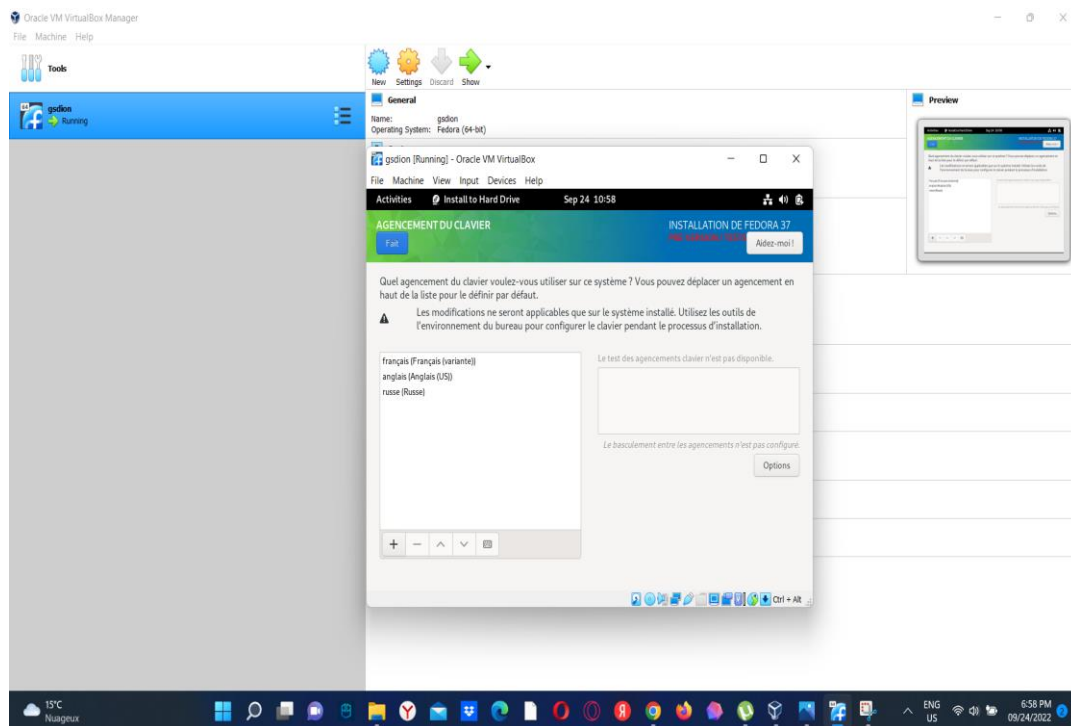 Oracle VM VirtualBox Manager
File Machine Help
Tools
New Settings Discard Show
gsdion
Running
General
Name: gsdion
Operating System: Fedora (64-bit)
Preview
gsdion [Running] - Oracle VM VirtualBox
File Machine View Input Devices Help
Activities Install to Hard Drive Sep 24 10:58
AGENCEMENT DU CLAVIER
INSTALLATION DE FEDORA 37
Fait
Aidez-moi !
Quel agencement du clavier voulez-vous utiliser sur ce système ? Vous pouvez déplacer un agencement en
haut de la liste pour le définir par défaut.
Les modifications ne seront applicables que sur le système installé. Utilisez les outils de
l'environnement du bureau pour configurer le clavier pendant le processus d'installation.
français (Français (variante))
anglais (Anglais (US))
russe (Russe)
Le test des agencements clavier n'est pas disponible.
Le basculement entre les agencements n'est pas configuré.
Options
Ctrl + Alt
15°C
Nuageux
ENG
US
6:58 PM
09/24/2022